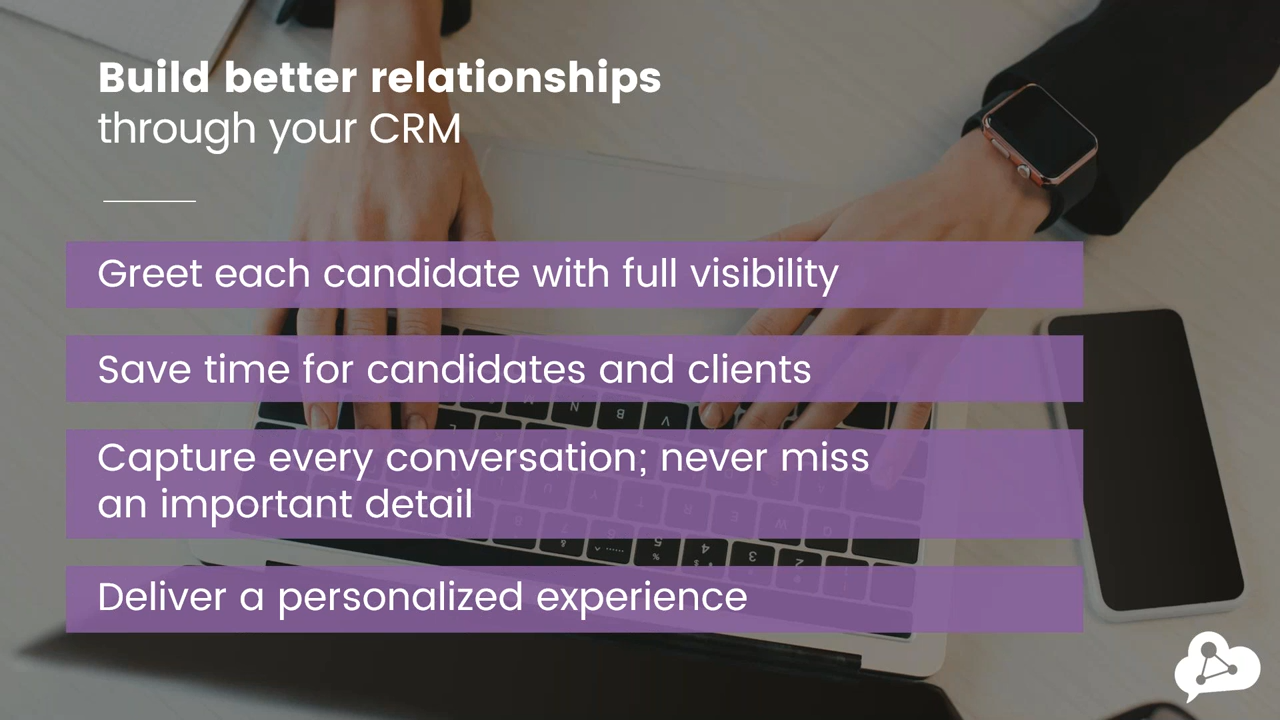 Build better relationships
through your CRM
Greet each candidate with full visibility
Save time for candidates and clients
Capture every conversation; never miss
an important detail
Deliver a personalized experience